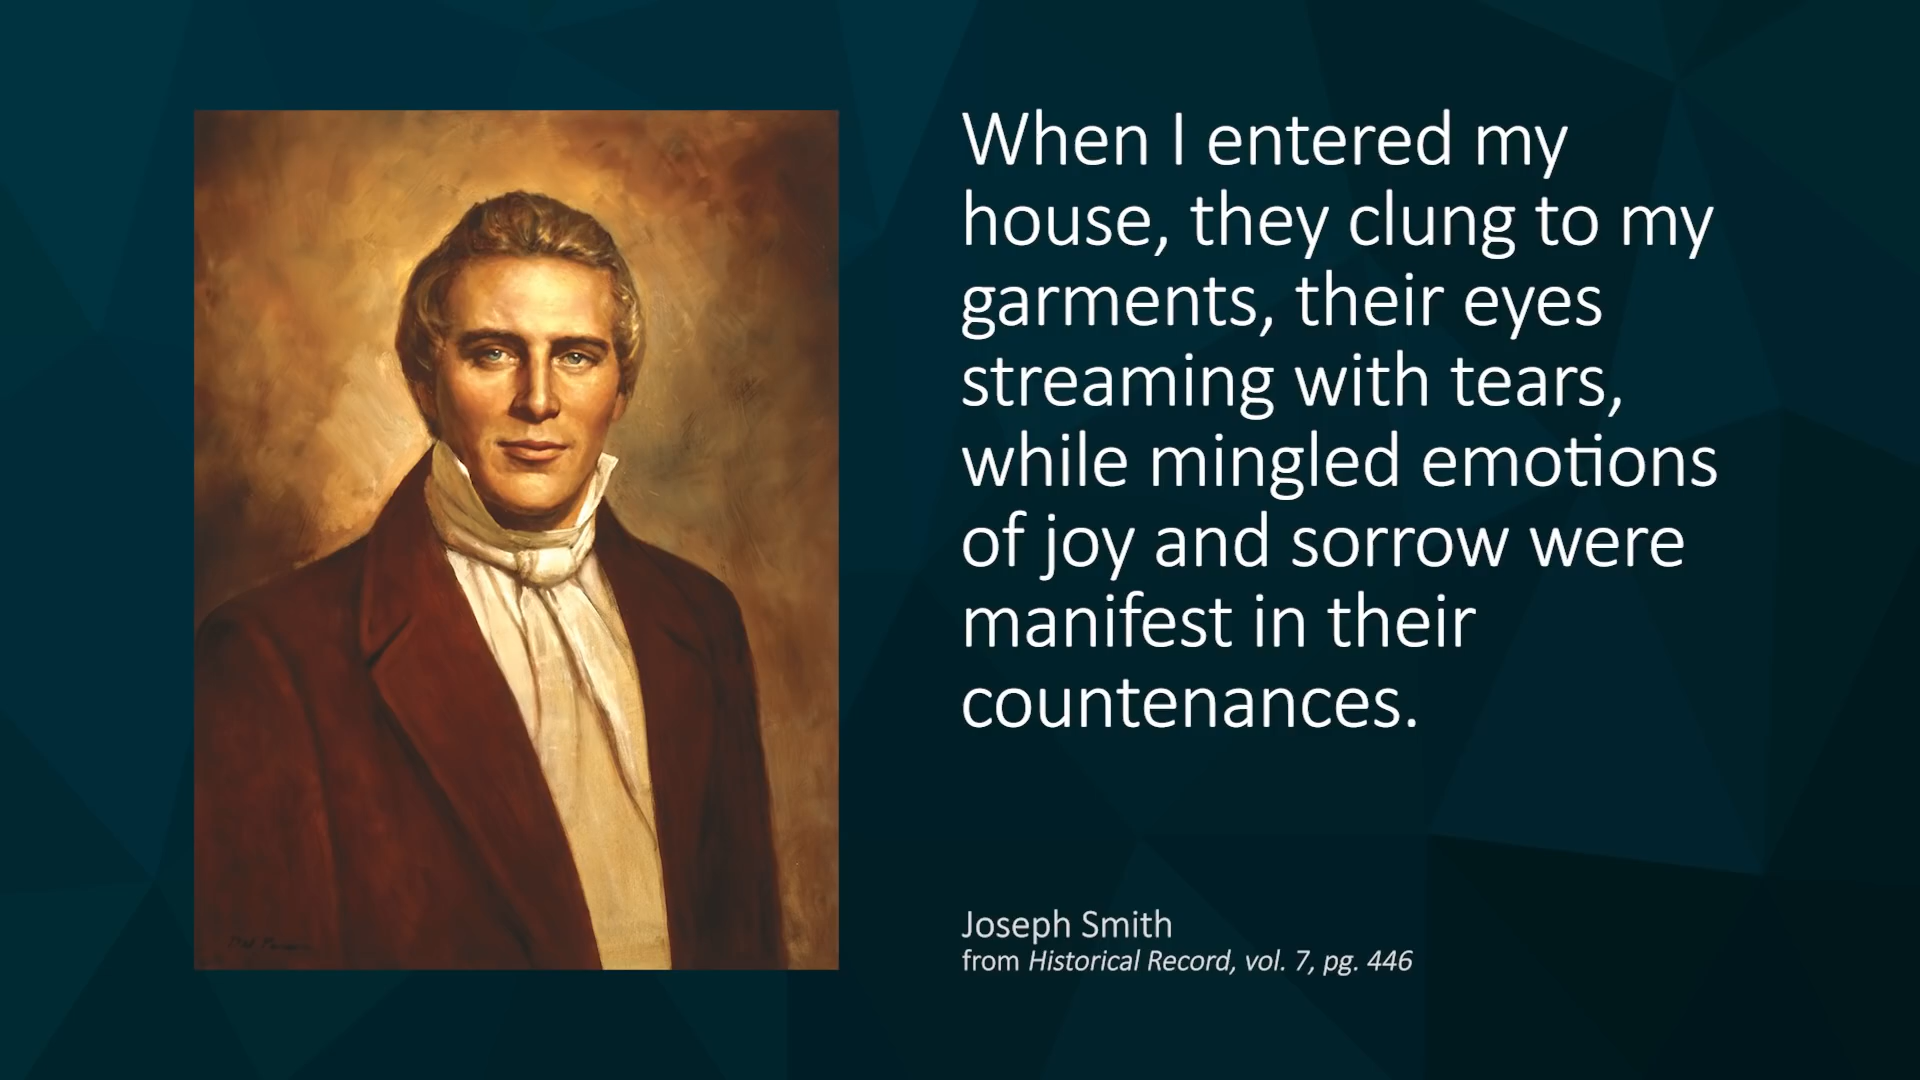 When I entered my
house, they clung to my
garments, their eyes
streaming with tears,
while mingled emotions
of joy and sorrow were
manifest in their
countenances.
Joseph Smith
from Historical Record, vol. 7, pg. 446